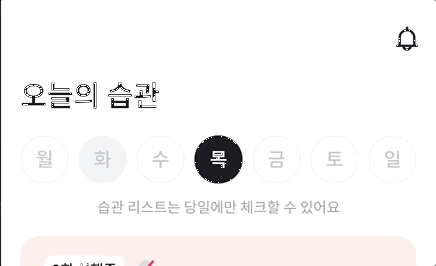 오늘의 습관
월 화 수 목 금 토 일
습관 리스트는 당일에만 체크할 수 있어요